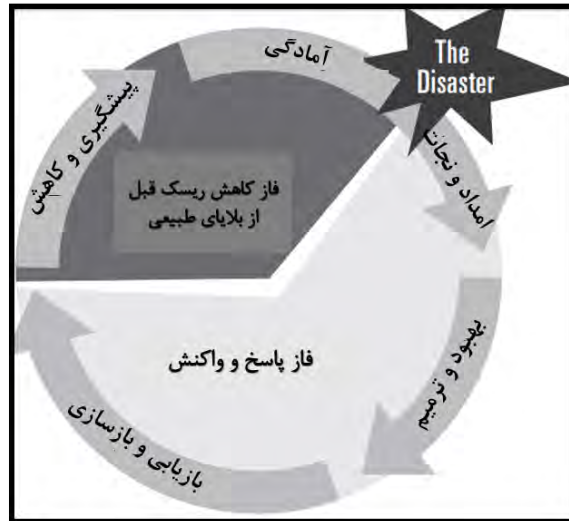 The
Disaster
آمادگی
پیشگیری و کاهش
امداد و نجات
فاز کاهش ریسک قبل
از بلایای طبیعی
بهبود و ترمیم
فاز پاسخ و واکنش
بازیابی و بازسازی